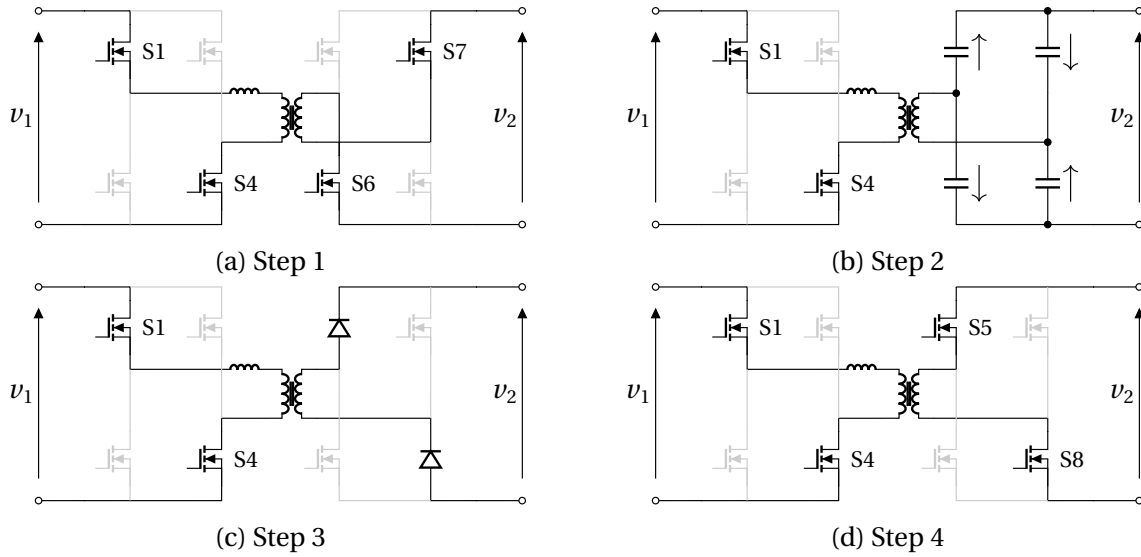 S1 S7
v₁ v₂
S4 S6
(a) Step 1
S1
v₁ v₂
S4
(b) Step 2
S1
v₁ v₂
S4
(c) Step 3
S1 S5
v₁ v₂
S4 S8
(d) Step 4